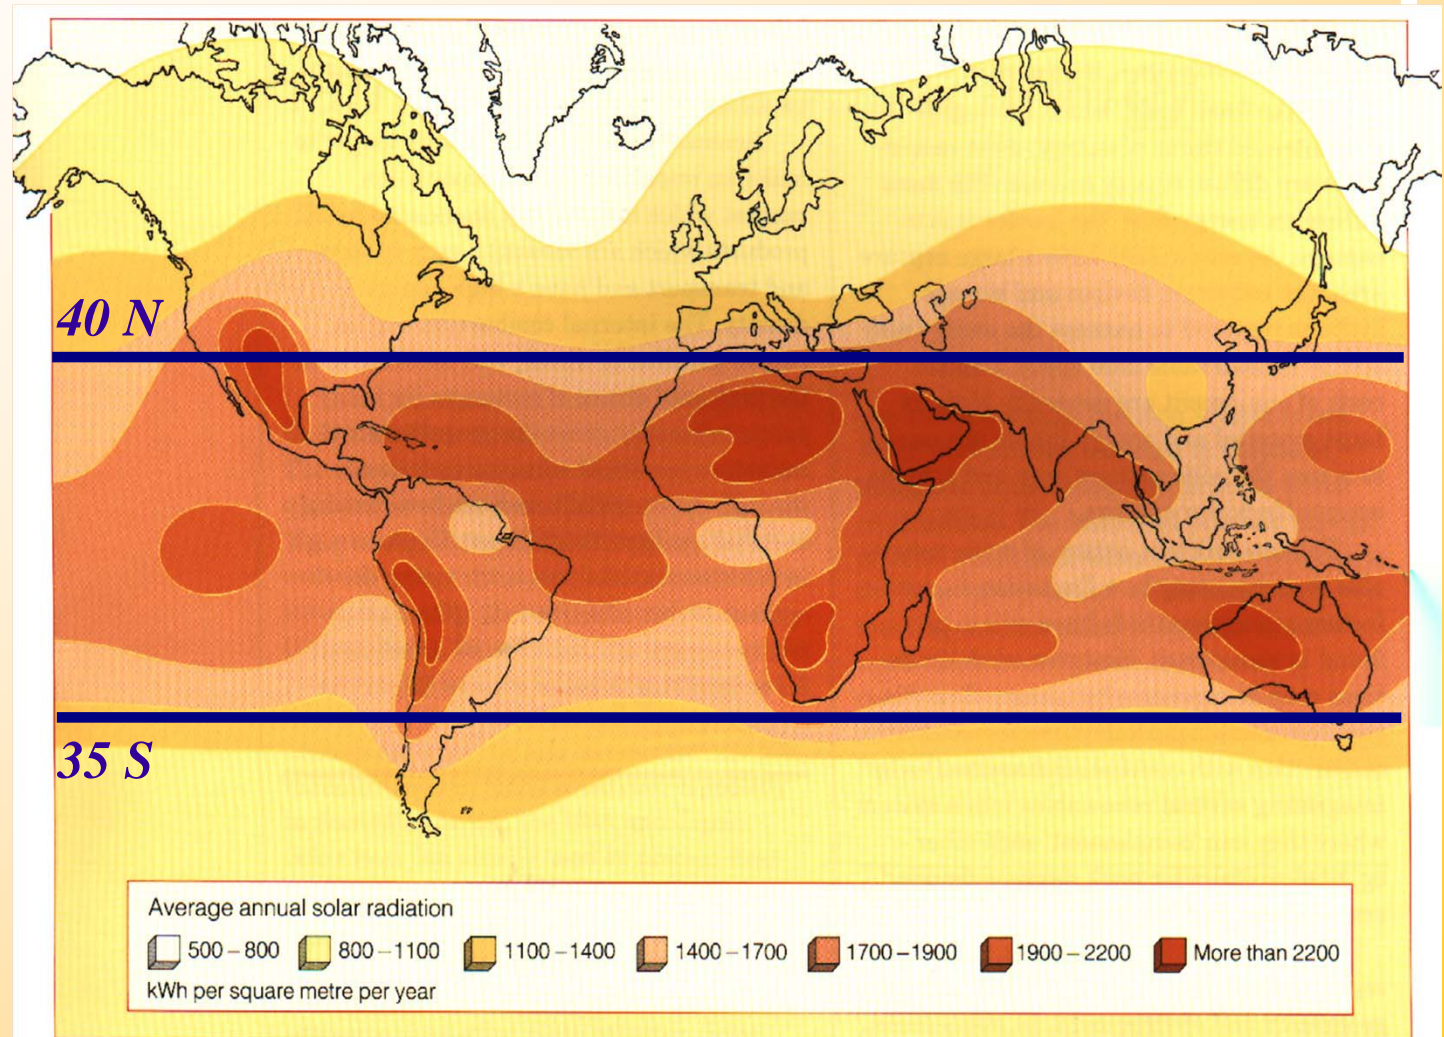 40 N
35 S
Average annual solar radiation
500 – 800 800 – 1100 1100 – 1400 1400 – 1700 1700 – 1900 1900 – 2200 More than 2200
kWh per square metre per year